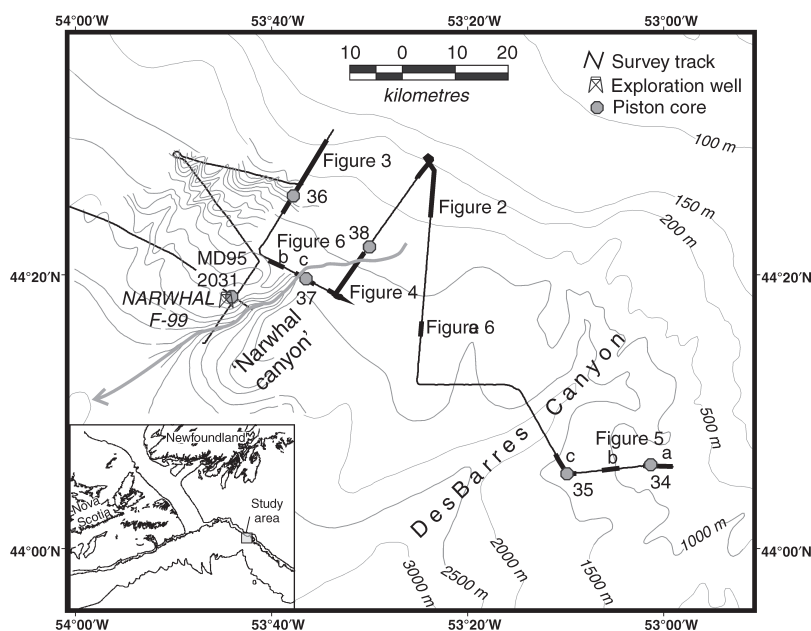 54°00'W 53°40' 53°20' 53°00'
10 0 10 20
kilometres
Survey track
Exploration well
Piston core
100 m
150 m
200 m
Figure 3
36
Figure 2
38
Figure 6
b c
MD95
2031
44°20' 44°20'
37
Figure 4
NARWHAL
F-99
'Narwhal
canyon'
Figure 6
a
DesBarres Canyon
500 m
Figure 5
c b a
35 34
1000 m
1500 m
2000 m
2500 m
3000 m
Newfoundland
Nova
Scotia
Study
area
44°00'N 44°00'N
54°00'W 53°40' 53°20' 53°00'W